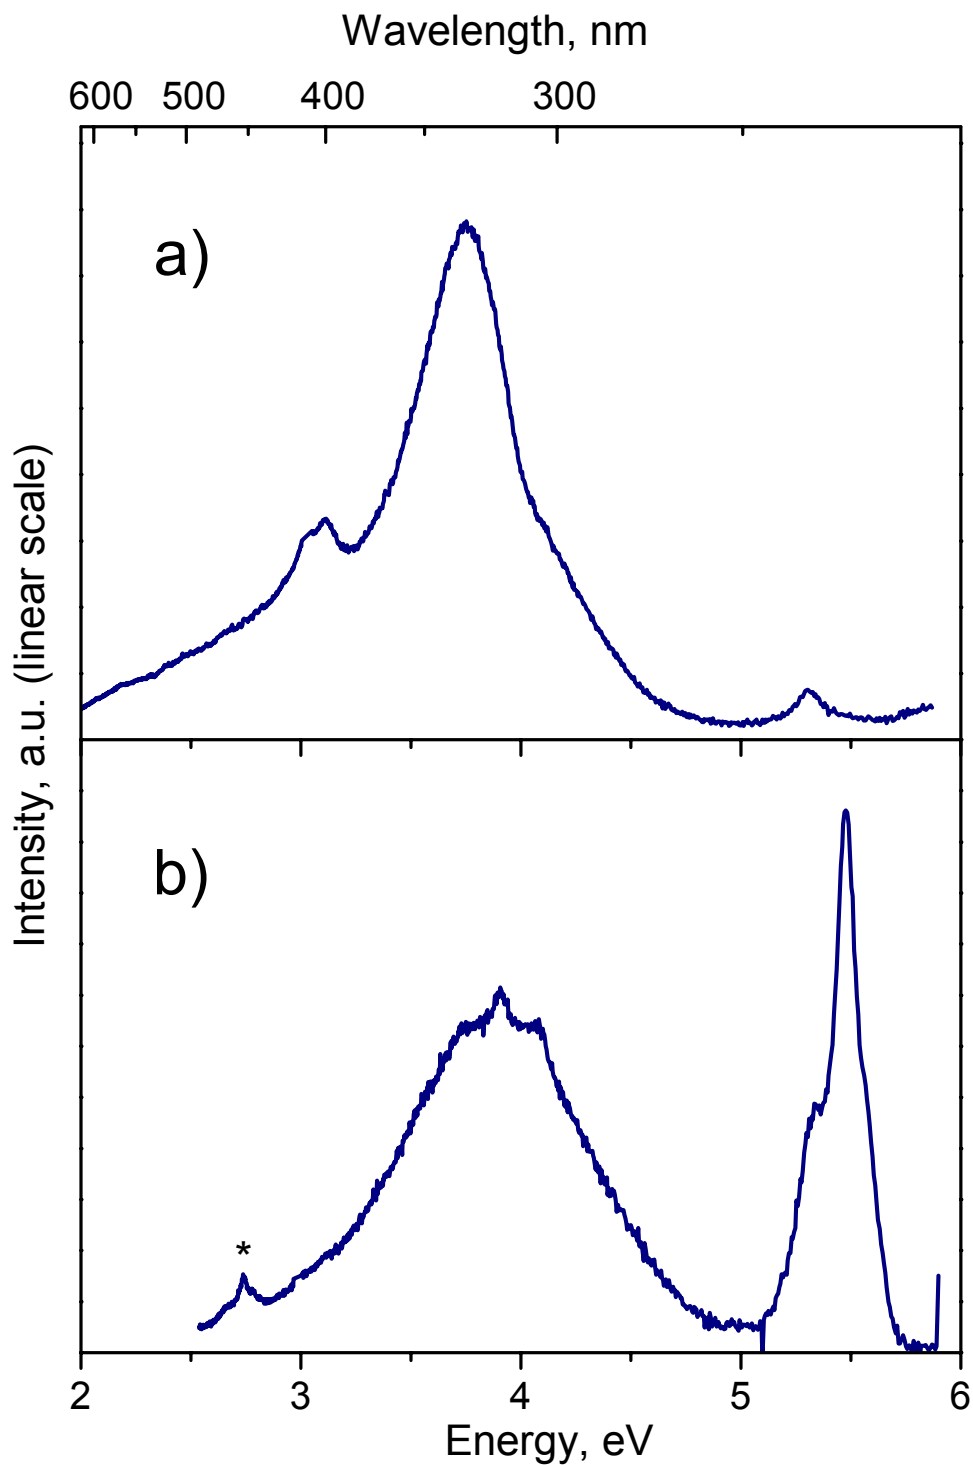 Wavelength, nm
600 500 400 300
a)
Intensity, a.u. (linear scale)
b)
*
2 3 4 5 6
Energy, eV